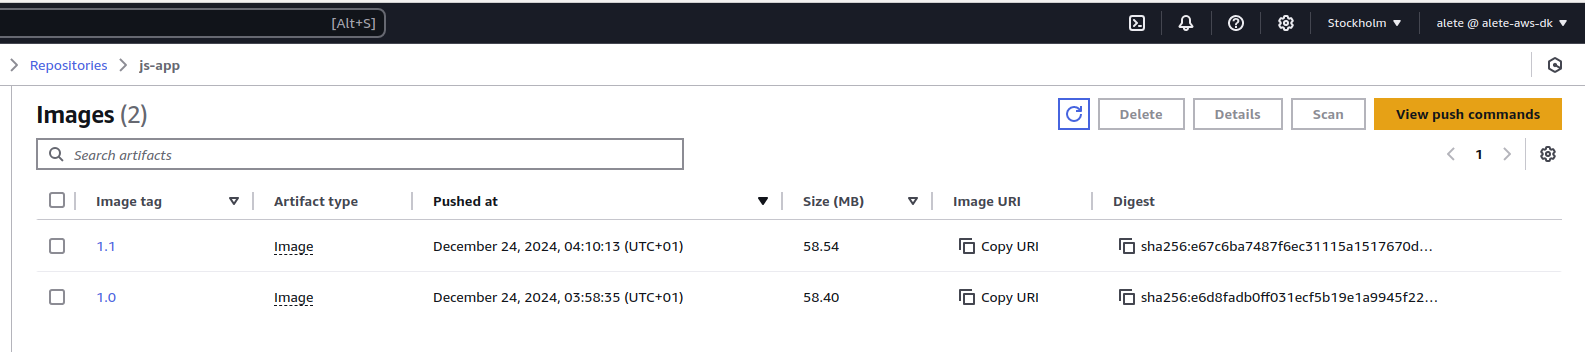 [Alt+S] Stockholm alete @ alete-aws-dk
Repositories js-app
Images (2) Delete Details Scan View push commands
Search artifacts 1
Image tag Artifact type Pushed at Size (MB) Image URI Digest
1.1 Image December 24, 2024, 04:10:13 (UTC+01) 58.54 Copy URI sha256:e67c6ba7487f6ec31115a1517670d...
1.0 Image December 24, 2024, 03:58:35 (UTC+01) 58.40 Copy URI sha256:e6d8fadb0ff031ecf5b19e1a9945f22...